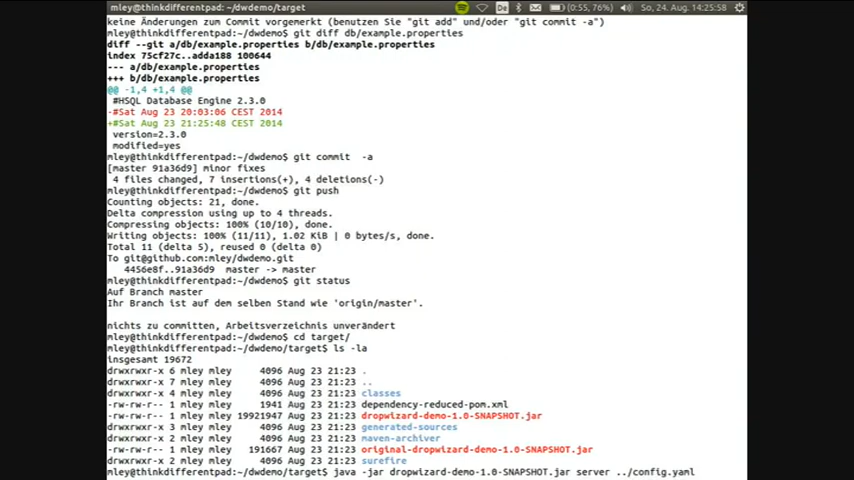 mley@thinkdifferentpad: ~/dwdemo/target De (0:55, 76%) So, 24. Aug. 14:25:58
keine Änderungen zum Commit vorgemerkt (benutzen Sie "git add" und/oder "git commit -a")
mley@thinkdifferentpad:~/dwdemo$ git diff db/example.properties
diff --git a/db/example.properties b/db/example.properties
index 75cf27c..adda188 100644
--- a/db/example.properties
+++ b/db/example.properties
@@ -1,4 +1,4 @@
 #HSQL Database Engine 2.3.0
-#Sat Aug 23 20:03:06 CEST 2014
+#Sat Aug 23 21:25:48 CEST 2014
 version=2.3.0
 modified=yes
mley@thinkdifferentpad:~/dwdemo$ git commit  -a
[master 91a36d9] minor fixes
 4 files changed, 7 insertions(+), 4 deletions(-)
mley@thinkdifferentpad:~/dwdemo$ git push
Counting objects: 21, done.
Delta compression using up to 4 threads.
Compressing objects: 100% (10/10), done.
Writing objects: 100% (11/11), 1.02 KiB | 0 bytes/s, done.
Total 11 (delta 5), reused 0 (delta 0)
To git@github.com:mley/dwdemo.git
   4456e8f..91a36d9  master -> master
mley@thinkdifferentpad:~/dwdemo$ git status
Auf Branch master
Ihr Branch ist auf dem selben Stand wie 'origin/master'.
nichts zu committen, Arbeitsverzeichnis unverändert
mley@thinkdifferentpad:~/dwdemo$ cd target/
mley@thinkdifferentpad:~/dwdemo/target$ ls -la
insgesamt 19672
drwxrwxr-x 6 mley mley     4096 Aug 23 21:23 .
drwxrwxr-x 7 mley mley     4096 Aug 23 21:23 ..
drwxrwxr-x 4 mley mley     4096 Aug 23 21:23 classes
-rw-rw-r-- 1 mley mley     1941 Aug 23 21:23 dependency-reduced-pom.xml
-rw-rw-r-- 1 mley mley 19921947 Aug 23 21:23 dropwizard-demo-1.0-SNAPSHOT.jar
drwxrwxr-x 3 mley mley     4096 Aug 23 21:23 generated-sources
drwxrwxr-x 2 mley mley     4096 Aug 23 21:23 maven-archiver
-rw-rw-r-- 1 mley mley   191667 Aug 23 21:23 original-dropwizard-demo-1.0-SNAPSHOT.jar
drwxrwxr-x 2 mley mley     4096 Aug 23 21:23 surefire
mley@thinkdifferentpad:~/dwdemo/target$ java -jar dropwizard-demo-1.0-SNAPSHOT.jar server ../config.yaml